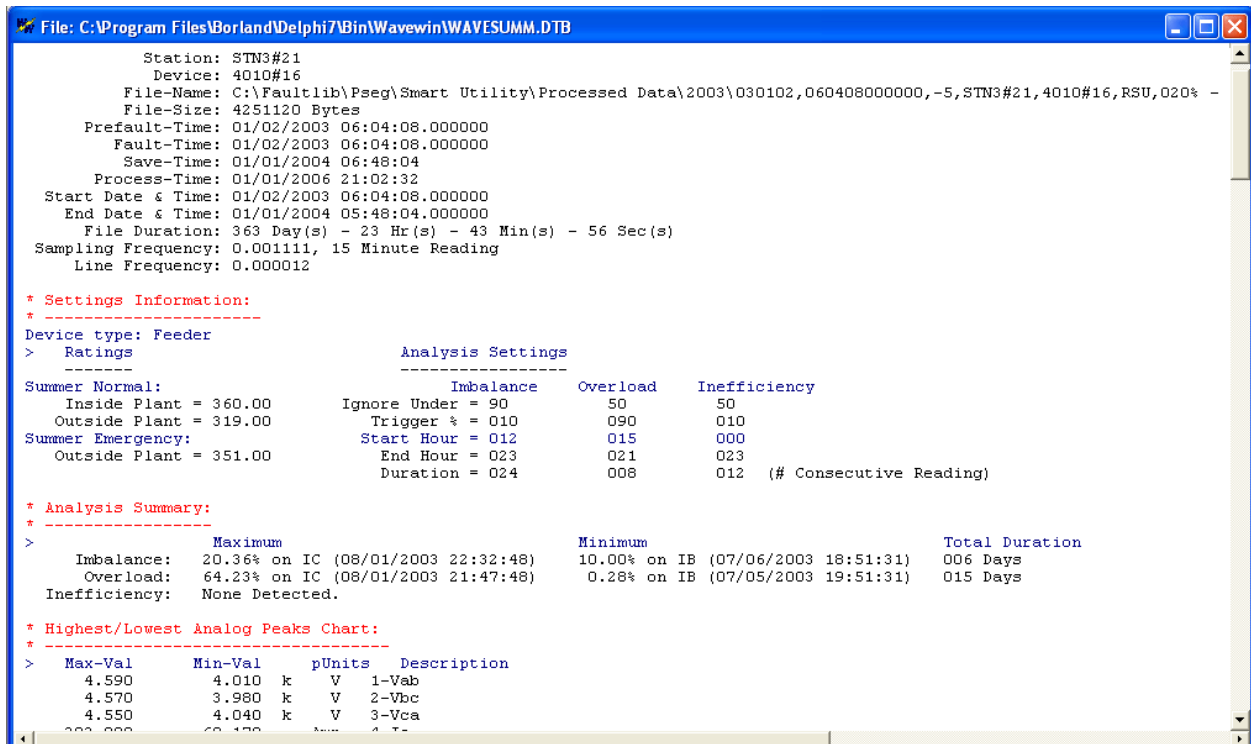 File: C:\Program Files\Borland\Delphi7\Bin\Wavewin\WAVESUMM.DTB
Station: STN3#21
Device: 4010#16
File-Name: C:\Faultlib\Pseg\Smart Utility\Processed Data\2003\030102,060408000000,-5,STN3#21,4010#16,RSU,020% -
File-Size: 4251120 Bytes
Prefault-Time: 01/02/2003 06:04:08.000000
Fault-Time: 01/02/2003 06:04:08.000000
Save-Time: 01/01/2004 06:48:04
Process-Time: 01/01/2006 21:02:32
Start Date & Time: 01/02/2003 06:04:08.000000
End Date & Time: 01/01/2004 05:48:04.000000
File Duration: 363 Day(s) - 23 Hr(s) - 43 Min(s) - 56 Sec(s)
Sampling Frequency: 0.001111, 15 Minute Reading
Line Frequency: 0.000012
* Settings Information:
* ----------------------
Device type: Feeder
> Ratings Analysis Settings
------- -----------------
Summer Normal: Imbalance Overload Inefficiency
Inside Plant = 360.00 Ignore Under = 90 50 50
Outside Plant = 319.00 Trigger % = 010 090 010
Summer Emergency: Start Hour = 012 015 000
Outside Plant = 351.00 End Hour = 023 021 023
Duration = 024 008 012 (# Consecutive Reading)
* Analysis Summary:
* -----------------
> Maximum Minimum Total Duration
Imbalance: 20.36% on IC (08/01/2003 22:32:48) 10.00% on IB (07/06/2003 18:51:31) 006 Days
Overload: 64.23% on IC (08/01/2003 21:47:48) 0.28% on IB (07/05/2003 19:51:31) 015 Days
Inefficiency: None Detected.
* Highest/Lowest Analog Peaks Chart:
* -----------------------------------
> Max-Val Min-Val pUnits Description
4.590 4.010 k V 1-Vab
4.570 3.980 k V 2-Vbc
4.550 4.040 k V 3-Vca